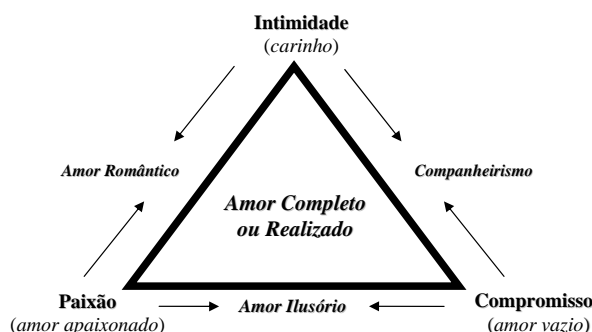 Intimidade
(carinho)
Amor Romântico
Companheirismo
Amor Completo
ou Realizado
Paixão
(amor apaixonado)
Amor Ilusório
Compromisso
(amor vazio)